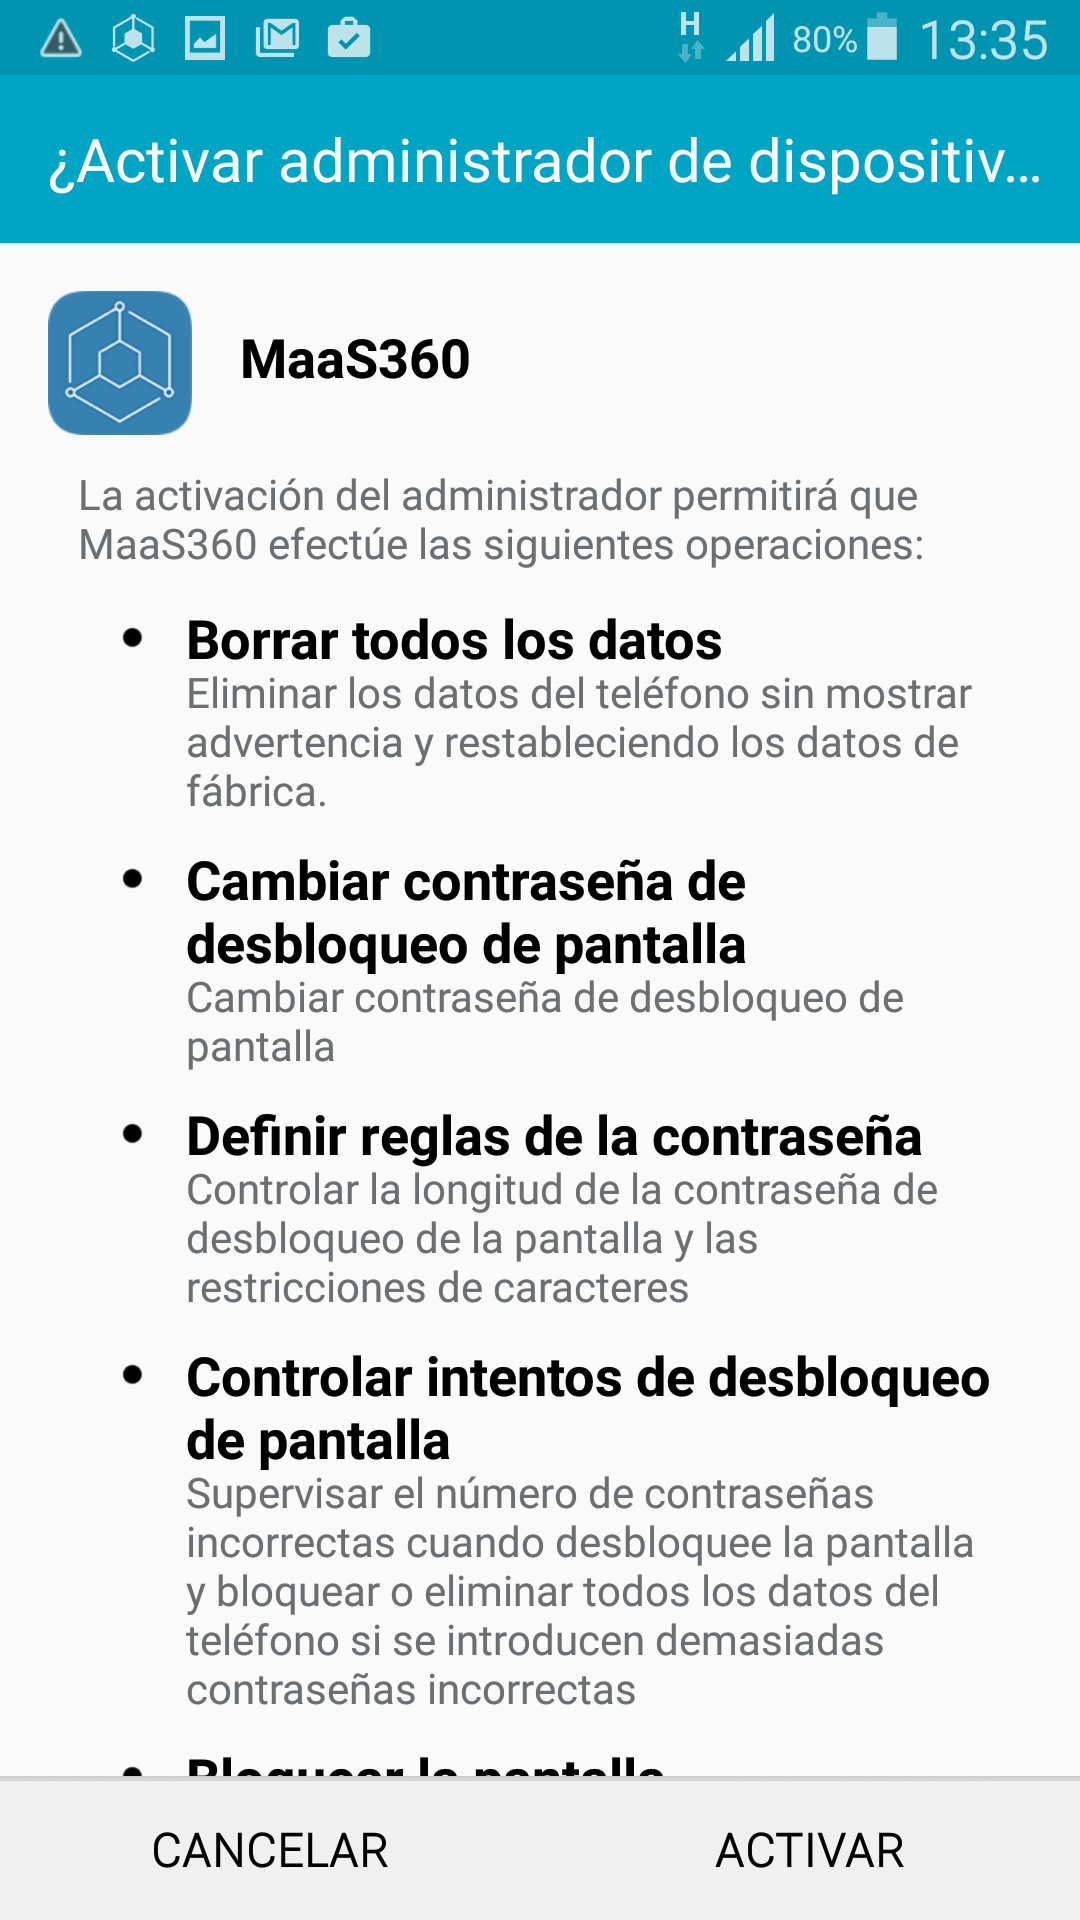 H 80% 13:35
¿Activar administrador de dispositiv...
MaaS360
La activación del administrador permitirá que
MaaS360 efectúe las siguientes operaciones:
• Borrar todos los datos
Eliminar los datos del teléfono sin mostrar
advertencia y restableciendo los datos de
fábrica.
• Cambiar contraseña de
desbloqueo de pantalla
Cambiar contraseña de desbloqueo de
pantalla
• Definir reglas de la contraseña
Controlar la longitud de la contraseña de
desbloqueo de la pantalla y las
restricciones de caracteres
• Controlar intentos de desbloqueo
de pantalla
Supervisar el número de contraseñas
incorrectas cuando desbloquee la pantalla
y bloquear o eliminar todos los datos del
teléfono si se introducen demasiadas
contraseñas incorrectas
• Bloquear la pantalla
CANCELAR ACTIVAR